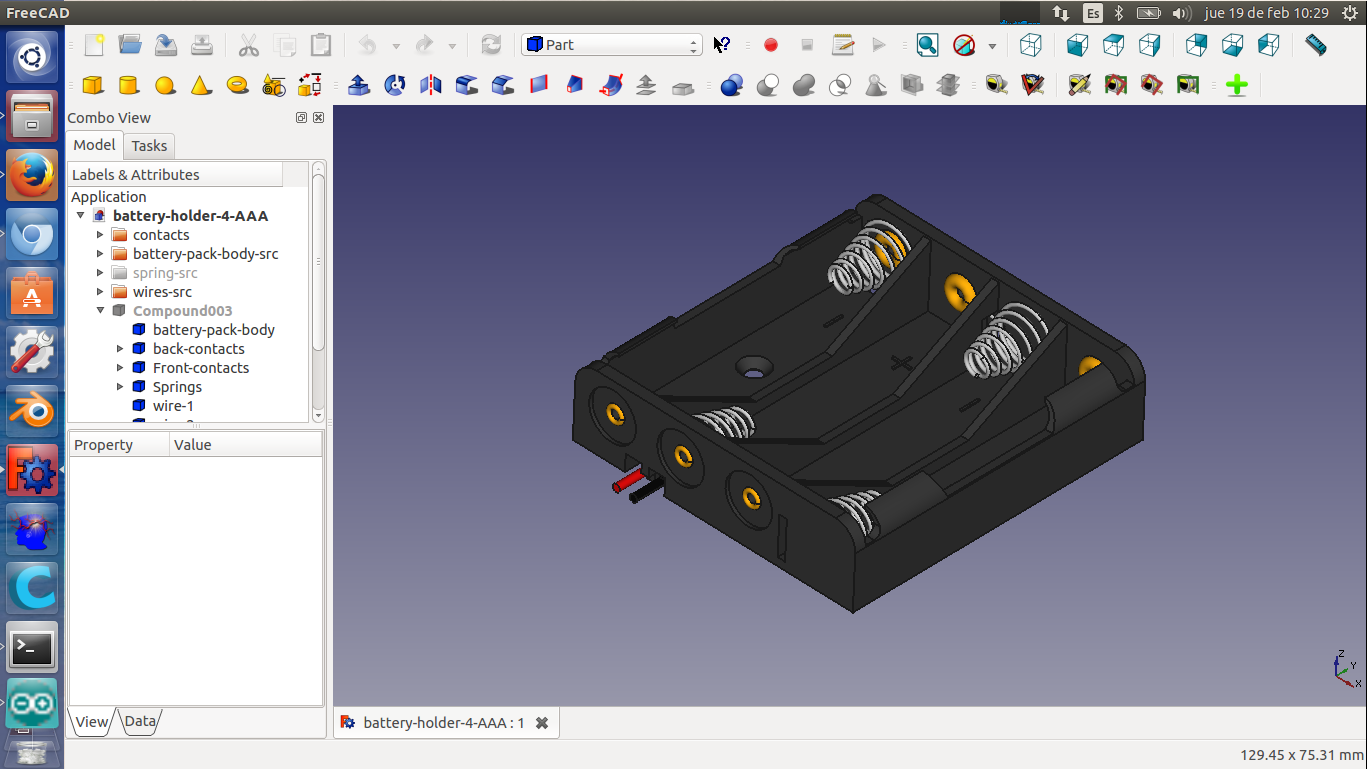 FreeCAD
Es
jue 19 de feb 10:29
Part
Combo View
Model
Tasks
Labels & Attributes
Application
battery-holder-4-AAA
contacts
battery-pack-body-src
spring-src
wires-src
Compound003
battery-pack-body
back-contacts
Front-contacts
Springs
wire-1
Property
Value
View
Data
battery-holder-4-AAA : 1
Z
Y
X
129.45 x 75.31 mm